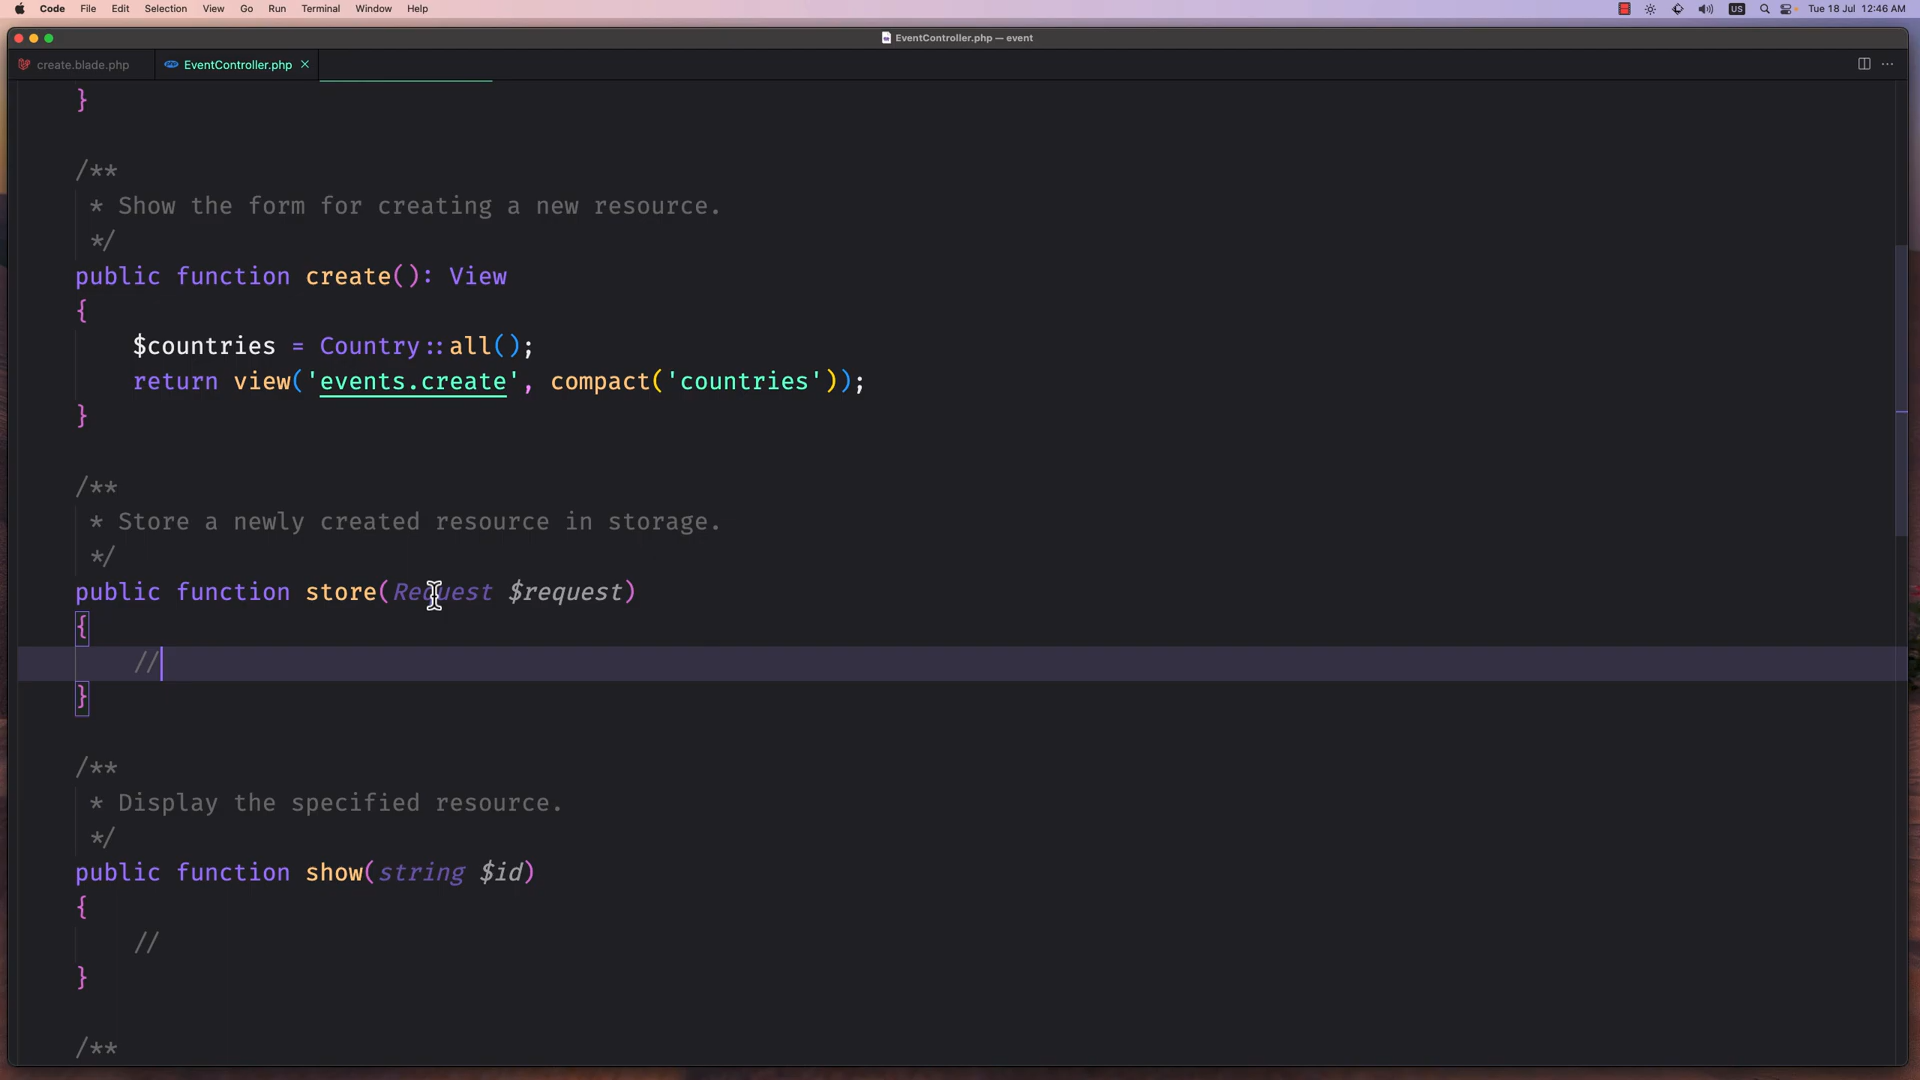 Code File Edit Selection View Go Run Terminal Window Help US Tue 18 Jul 12:46 AM
EventController.php — event
create.blade.php EventController.php
}
/**
* Show the form for creating a new resource.
*/
public function create(): View
{
$countries = Country::all();
return view('events.create', compact('countries'));
}
/**
* Store a newly created resource in storage.
*/
public function store(Request $request)
{
//
}
/**
* Display the specified resource.
*/
public function show(string $id)
{
//
}
/**